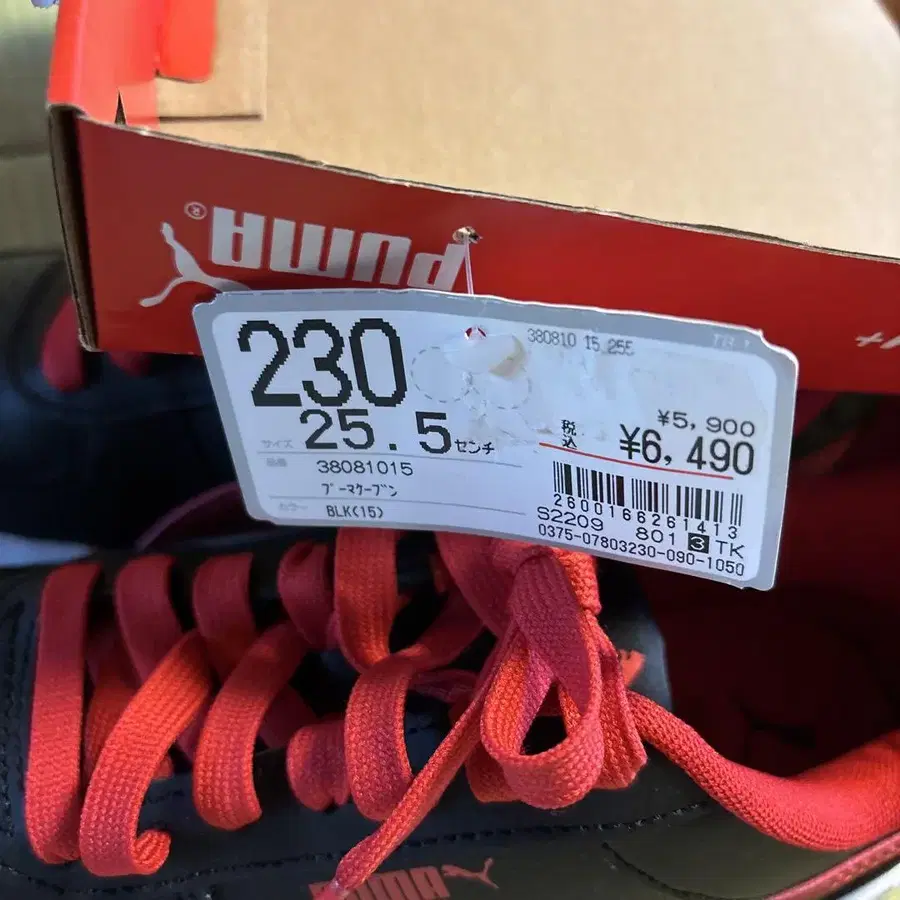 PUMA®
230
380810 15 255
サイズ 25.5センチ
¥5,900
税込 ¥6,490
品番 38081015
プーマケーブン
カラー BLK(15)
2600166261413
S2209 801 3 TK
0375-07803230-090-1050
PUMA